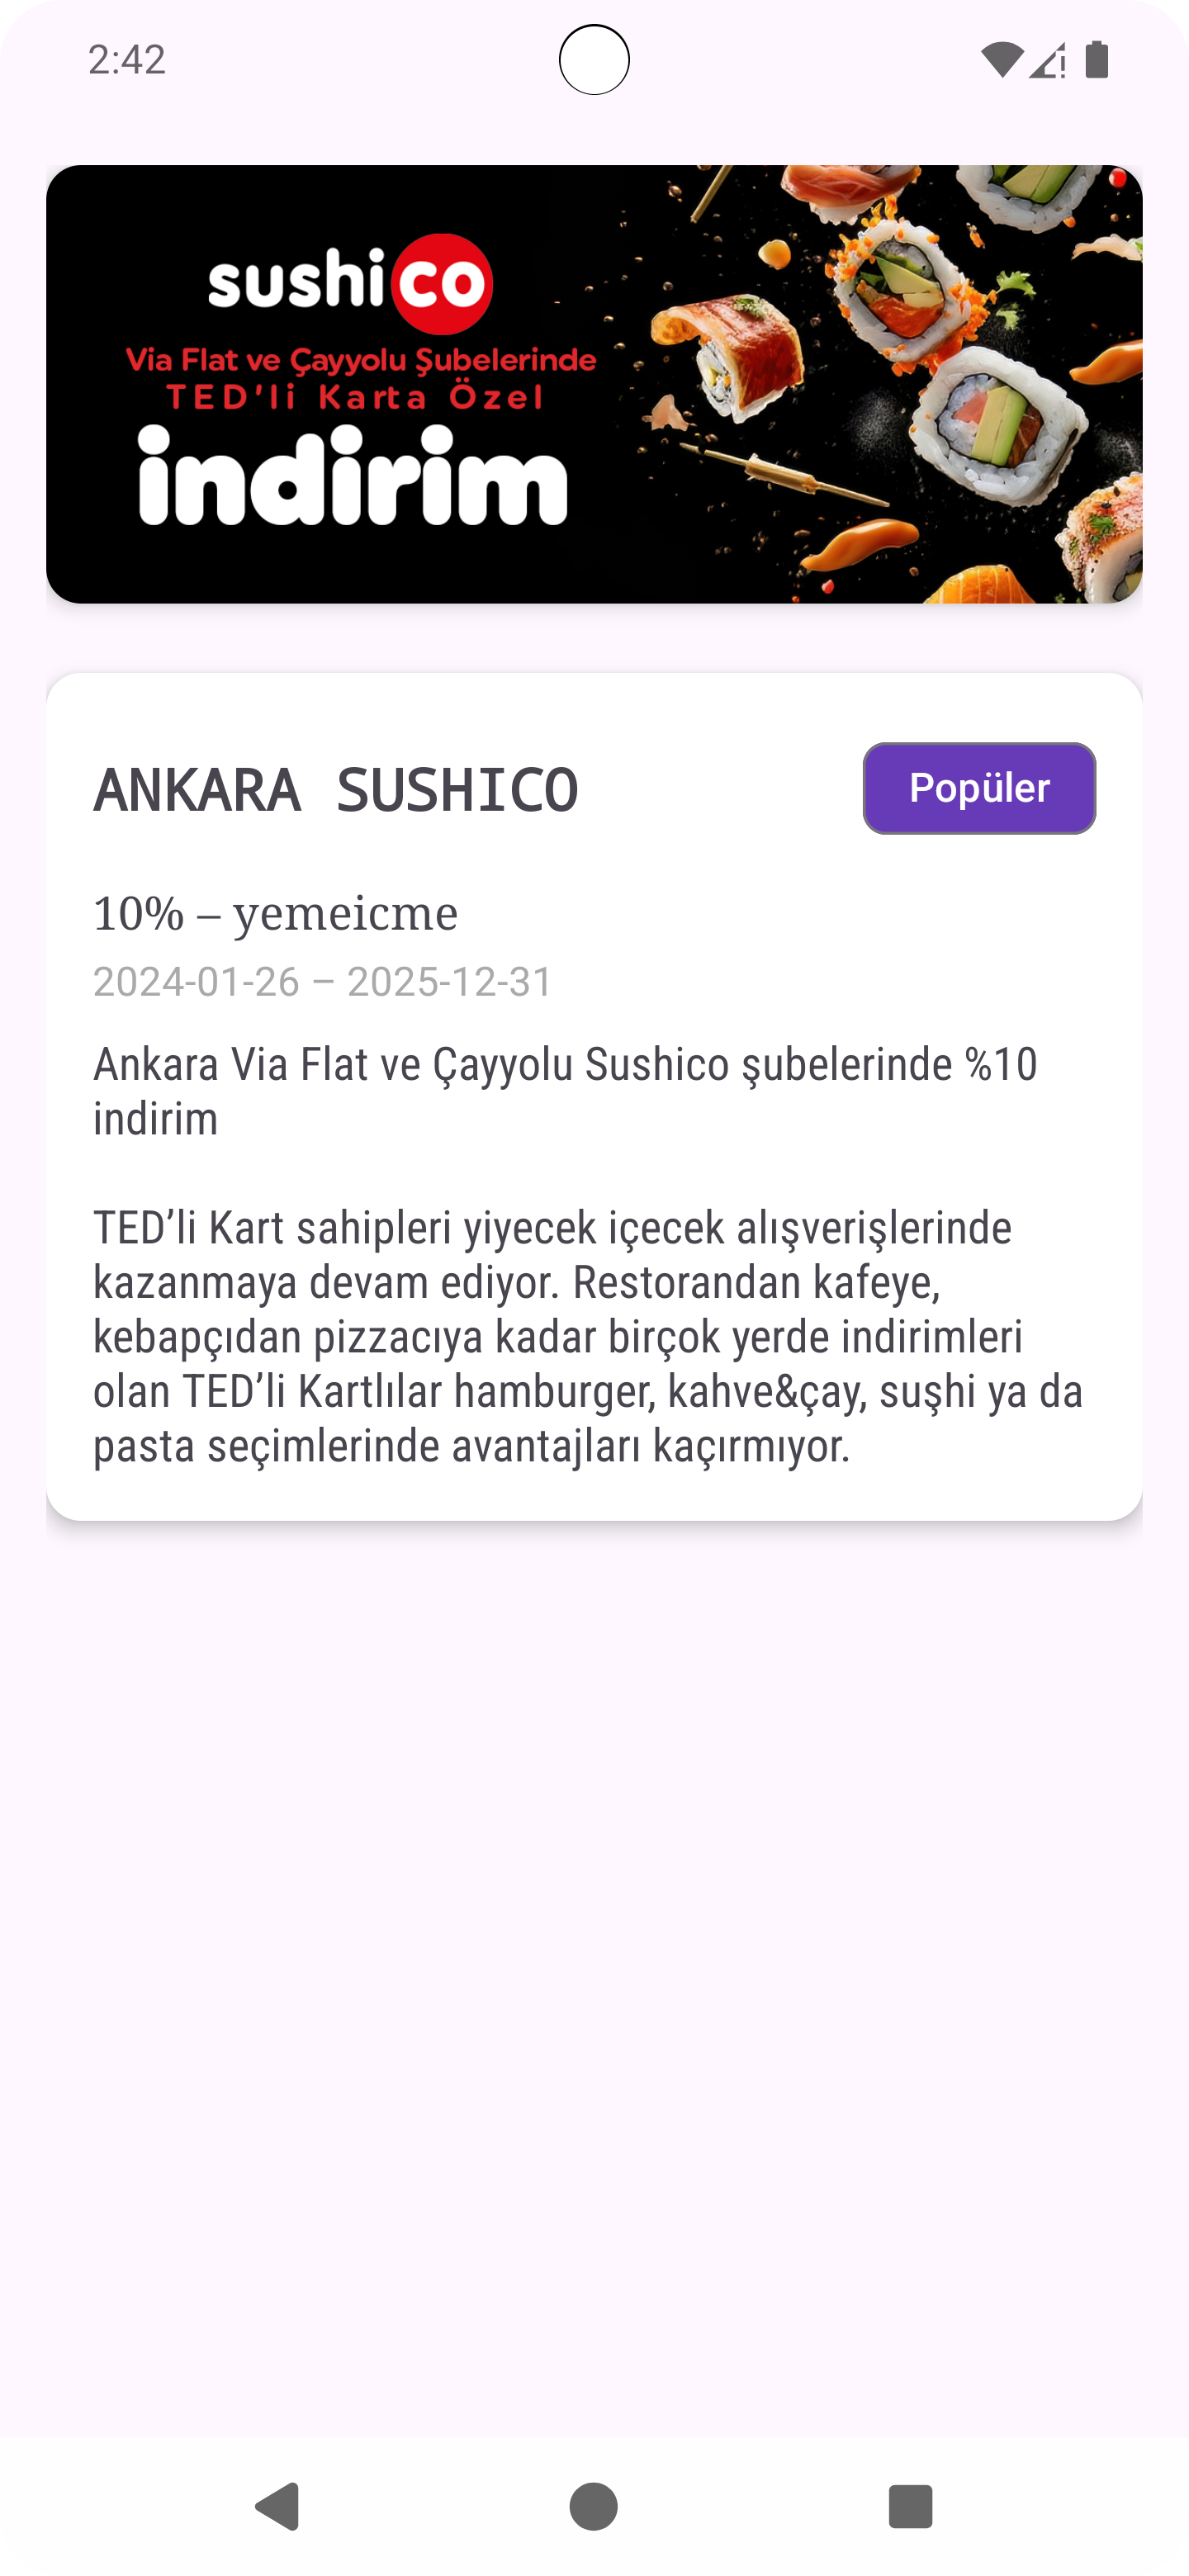 2:42
sushico
Via Flat ve Çayyolu Şubelerinde
TED'li Karta Özel
indirim
ANKARA SUSHICO
Popüler
10% – yemeicme
2024-01-26 – 2025-12-31
Ankara Via Flat ve Çayyolu Sushico şubelerinde %10
indirim
TED’li Kart sahipleri yiyecek içecek alışverişlerinde
kazanmaya devam ediyor. Restorandan kafeye,
kebapçıdan pizzacıya kadar birçok yerde indirimleri
olan TED’li Kartlılar hamburger, kahve&çay, suşhi ya da
pasta seçimlerinde avantajları kaçırmıyor.